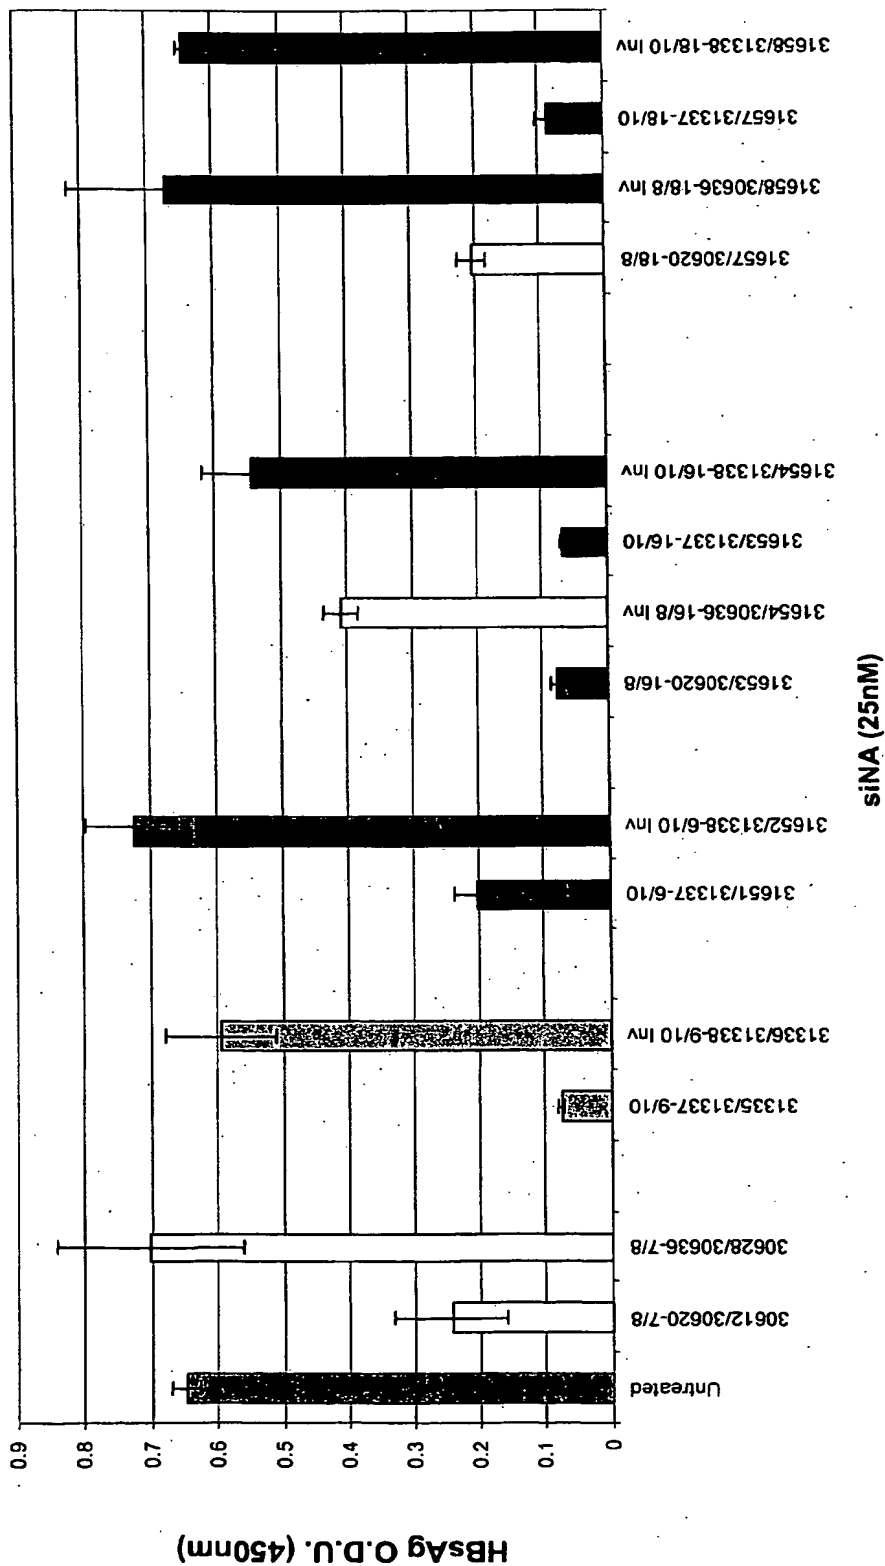 HBsAg O.D.U. (450nm)
0.9
0.8
0.7
0.6
0.5
0.4
0.3
0.2
0.1
0
Untreated
30612/30620-7/8
30628/30636-7/8
31335/31337-9/10
31336/31338-9/10 Inv
31651/31337-6/10
31652/31338-6/10 Inv
31653/30620-16/8
31654/30636-16/8 Inv
31653/31337-16/10
31654/31338-16/10 Inv
31657/30620-18/8
31658/30636-18/8 Inv
31657/31337-18/10
31658/31338-18/10 Inv
siNA (25nM)